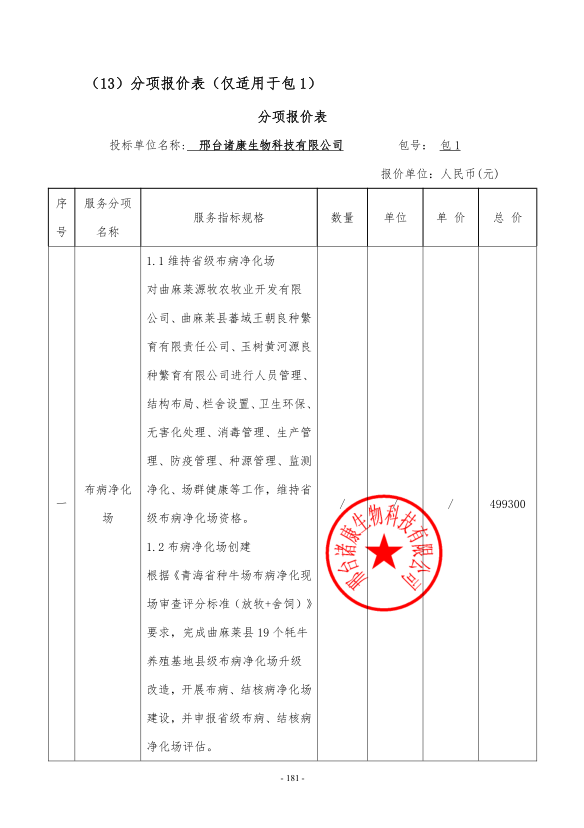 （13）分项报价表（仅适用于包1）
分项报价表
投标单位名称: 邢台诸康生物科技有限公司 包号： 包1
报价单位：人民币(元)
序号 服务分项名称 服务指标规格 数量 单位 单 价 总 价
1.1维持省级布病净化场
对曲麻莱源牧农牧业开发有限
公司、曲麻莱县蕃域王朝良种繁
育有限责任公司、玉树黄河源良
种繁育有限公司进行人员管理、
结构布局、栏舍设置、卫生环保、
无害化处理、消毒管理、生产管
理、防疫管理、种源管理、监测
净化、场群健康等工作，维持省
级布病净化场资格。
1.2布病净化场创建
根据《青海省种牛场布病净化现
场审查评分标准（放牧+舍饲）》
要求，完成曲麻莱县19个牦牛
养殖基地县级布病净化场升级
改造，开展布病、结核病净化场
建设，并申报省级布病、结核病
净化场评估。
一 布病净化场 / / / 499300
邢台诸康生物科技有限公司
- 181 -